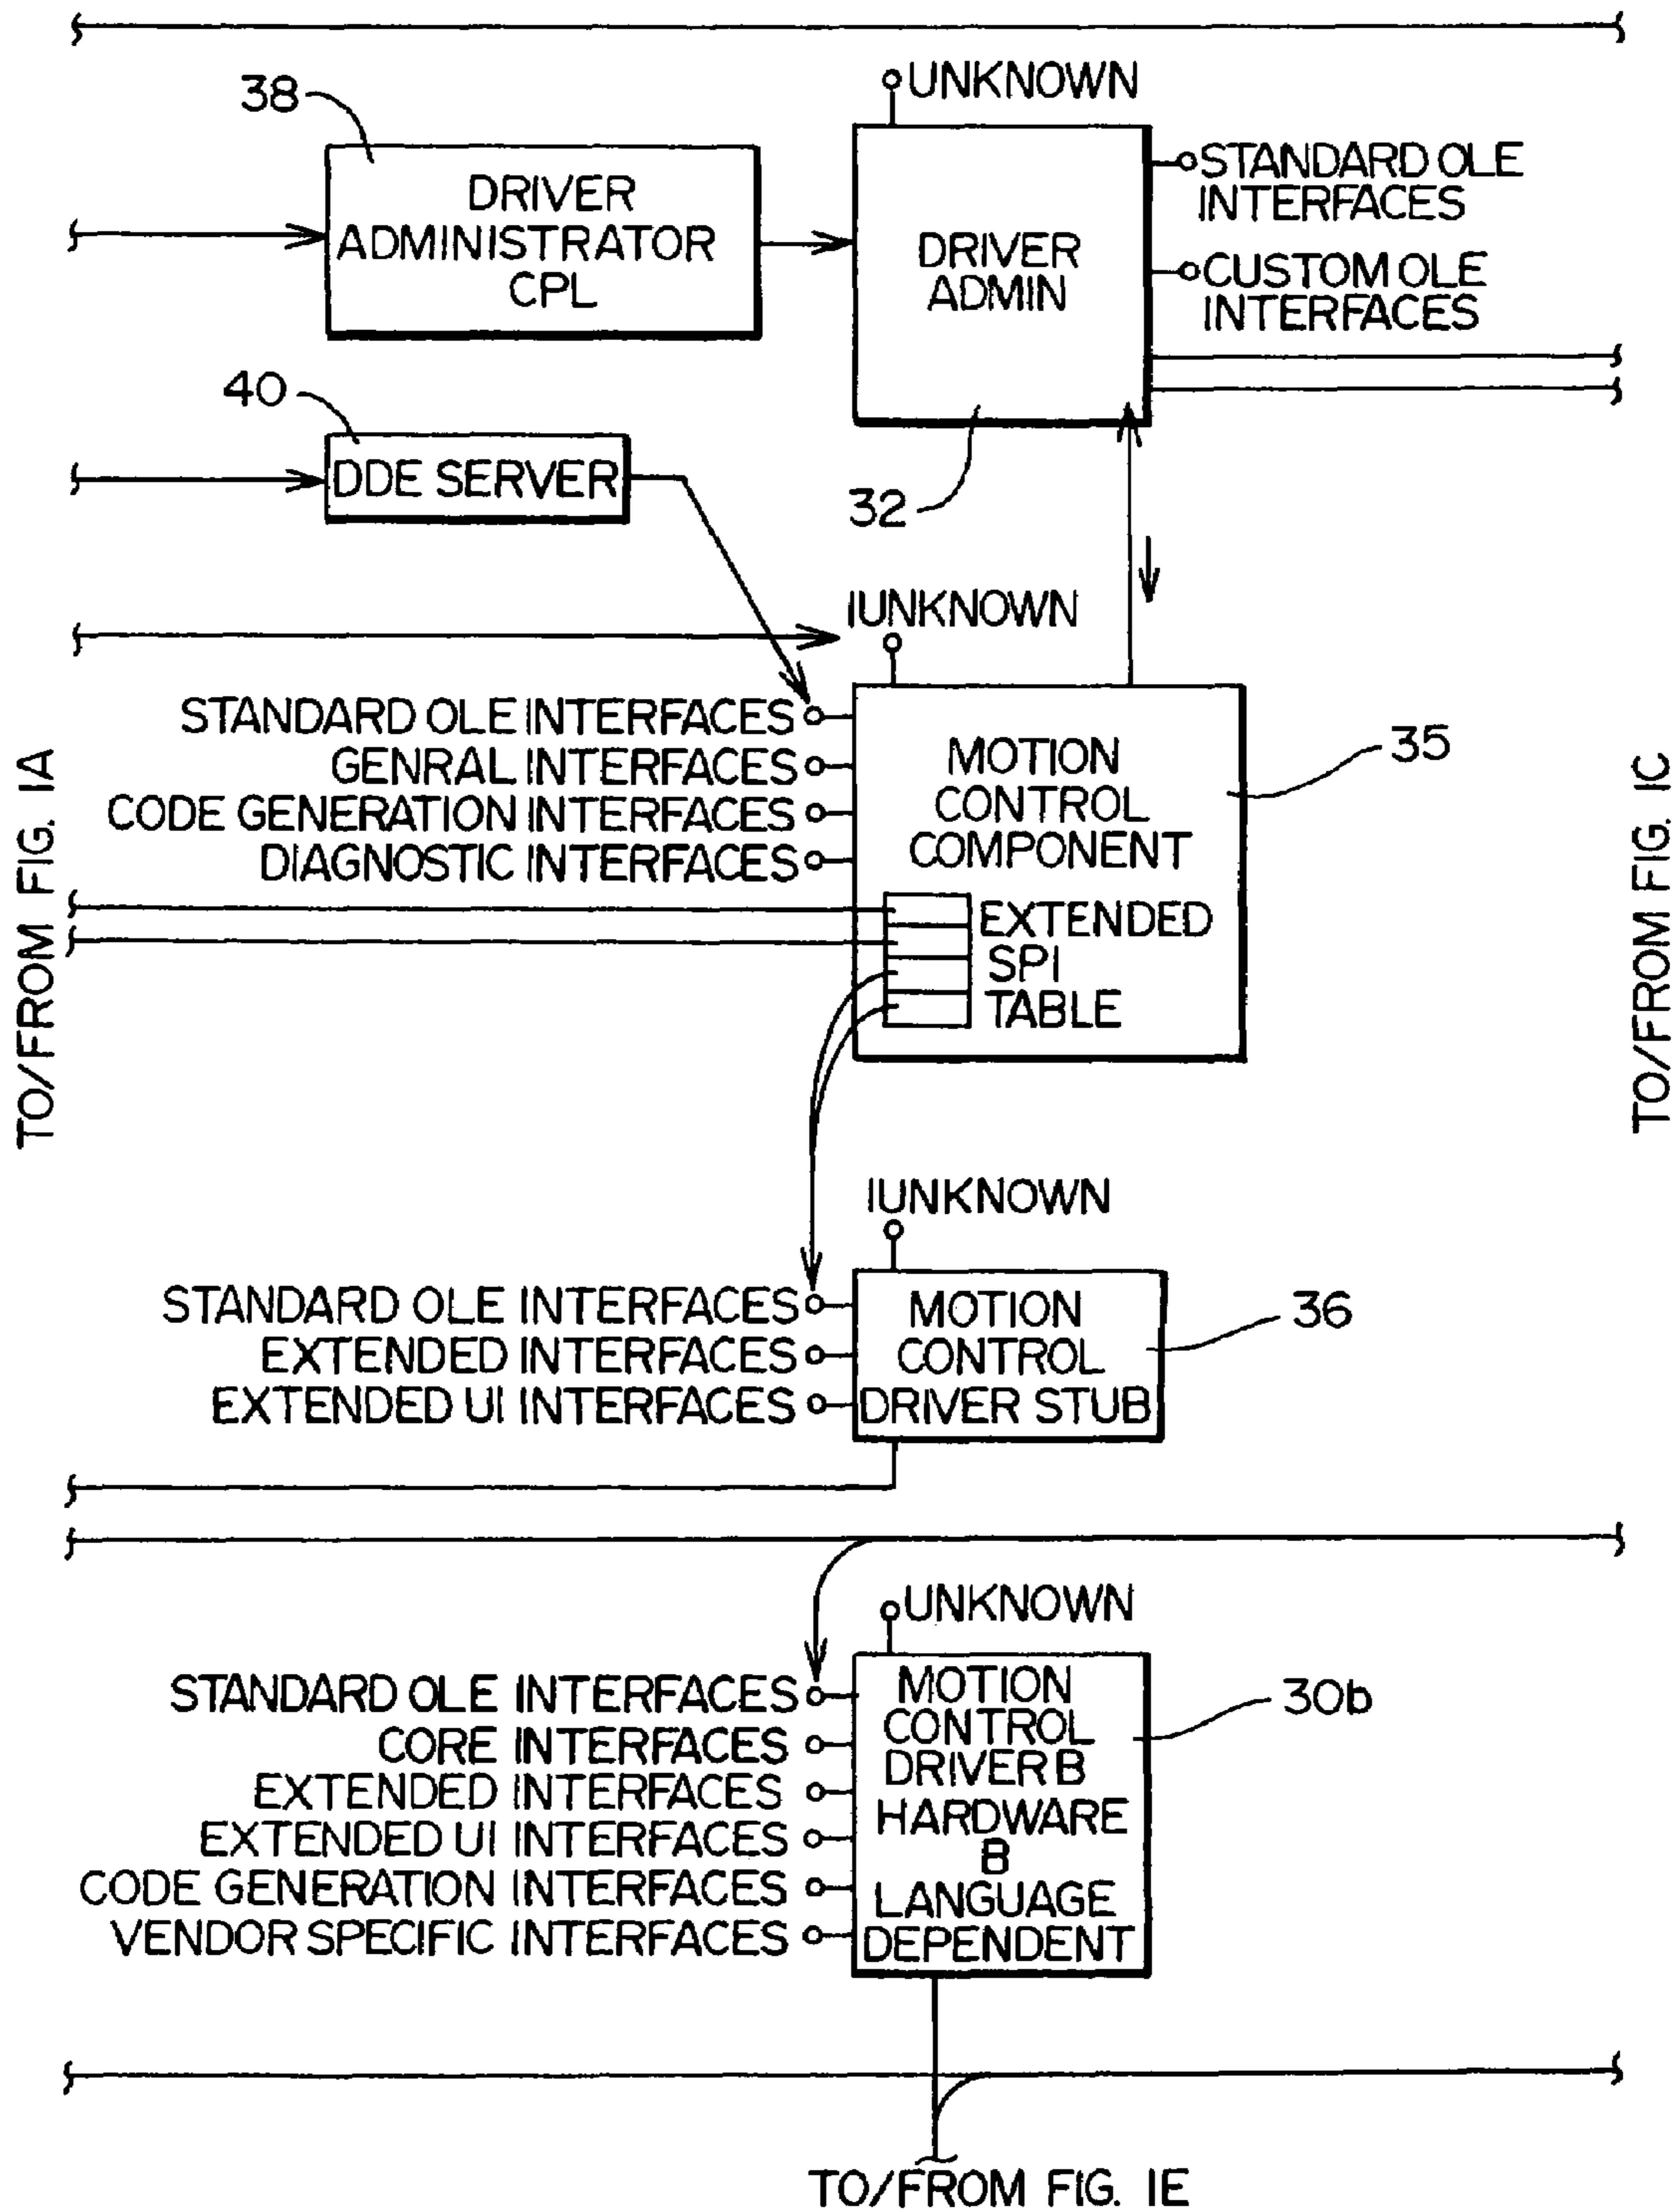 UNKNOWN
38
DRIVER
ADMINISTRATOR
CPL
DRIVER
ADMIN
STANDARD OLE
INTERFACES
CUSTOM OLE
INTERFACES
40
DDE SERVER
32
IUNKNOWN
STANDARD OLE INTERFACES
GENRAL INTERFACES
CODE GENERATION INTERFACES
DIAGNOSTIC INTERFACES
MOTION
CONTROL
COMPONENT
35
EXTENDED
SPI
TABLE
TO/FROM FIG. 1A
TO/FROM FIG. 1C
IUNKNOWN
STANDARD OLE INTERFACES
EXTENDED INTERFACES
EXTENDED UI INTERFACES
MOTION
CONTROL
DRIVER STUB
36
UNKNOWN
STANDARD OLE INTERFACES
CORE INTERFACES
EXTENDED INTERFACES
EXTENDED UI INTERFACES
CODE GENERATION INTERFACES
VENDOR SPECIFIC INTERFACES
MOTION
CONTROL
DRIVER B
HARDWARE
B
LANGUAGE
DEPENDENT
30b
TO/FROM FIG. 1E